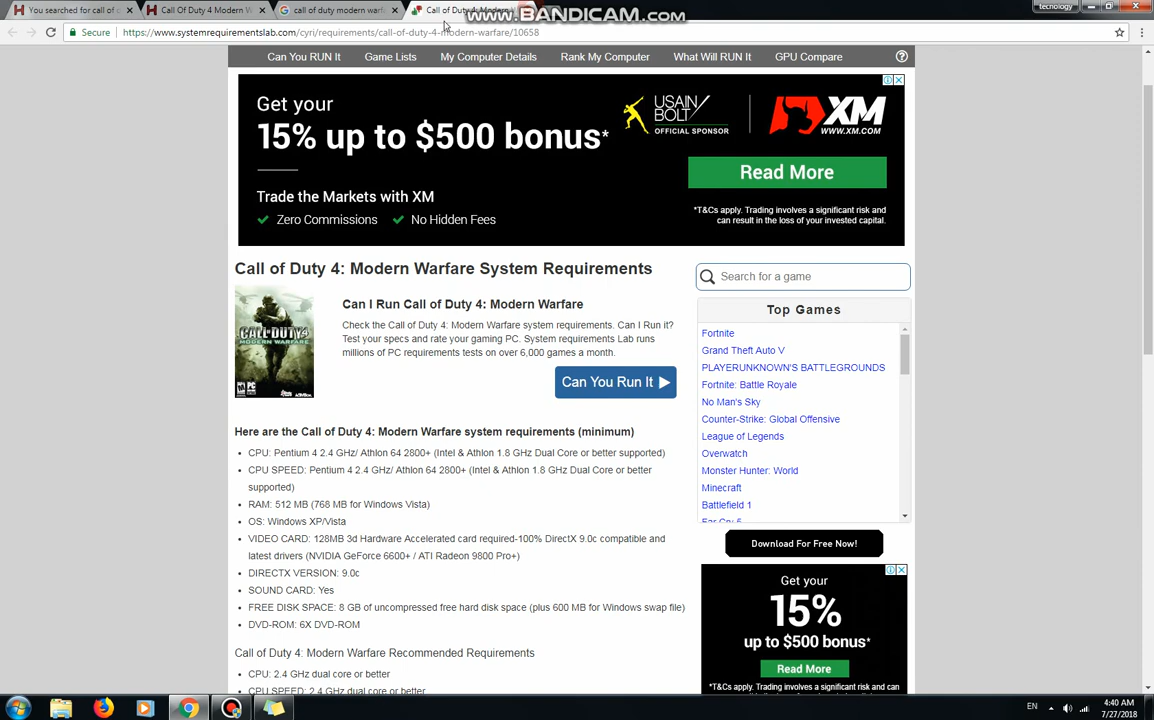 You searched for call of d
Call Of Duty 4 Modern W
call of duty modern warf
Call of Duty 4: Modern W
www.BANDICAM.com
tecnology
Secure
https://www.systemrequirementslab.com/cyri/requirements/call-of-duty-4-modern-warfare/10658
Can You RUN It
Game Lists
My Computer Details
Rank My Computer
What Will RUN It
GPU Compare
Get your
15% up to $500 bonus*
Trade the Markets with XM
Zero Commissions
No Hidden Fees
USAIN
BOLT
OFFICIAL SPONSOR
XM
WWW.XM.COM
Read More
*T&Cs apply. Trading involves a significant risk and
can result in the loss of your invested capital.
Call of Duty 4: Modern Warfare System Requirements
CALL·DUTY4
MODERN WARFARE
Can I Run Call of Duty 4: Modern Warfare
Check the Call of Duty 4: Modern Warfare system requirements. Can I Run it?
Test your specs and rate your gaming PC. System requirements Lab runs
millions of PC requirements tests on over 6,000 games a month.
Can You Run It
Here are the Call of Duty 4: Modern Warfare system requirements (minimum)
• CPU: Pentium 4 2.4 GHz/ Athlon 64 2800+ (Intel & Athlon 1.8 GHz Dual Core or better supported)
• CPU SPEED: Pentium 4 2.4 GHz/ Athlon 64 2800+ (Intel & Athlon 1.8 GHz Dual Core or better
supported)
• RAM: 512 MB (768 MB for Windows Vista)
• OS: Windows XP/Vista
• VIDEO CARD: 128MB 3d Hardware Accelerated card required-100% DirectX 9.0c compatible and
latest drivers (NVIDIA GeForce 6600+ / ATI Radeon 9800 Pro+)
• DIRECTX VERSION: 9.0c
• SOUND CARD: Yes
• FREE DISK SPACE: 8 GB of uncompressed free hard disk space (plus 600 MB for Windows swap file)
• DVD-ROM: 6X DVD-ROM
Call of Duty 4: Modern Warfare Recommended Requirements
• CPU: 2.4 GHz dual core or better
• CPU SPEED: 2.4 GHz dual core or better
Search for a game
Top Games
Fortnite
Grand Theft Auto V
PLAYERUNKNOWN'S BATTLEGROUNDS
Fortnite: Battle Royale
No Man's Sky
Counter-Strike: Global Offensive
League of Legends
Overwatch
Monster Hunter: World
Minecraft
Battlefield 1
Far Cry 5
Download For Free Now!
Get your
15%
up to $500 bonus*
Read More
*T&Cs apply. Trading involves a
significant risk and can result in the
EN
4:40 AM
7/27/2018